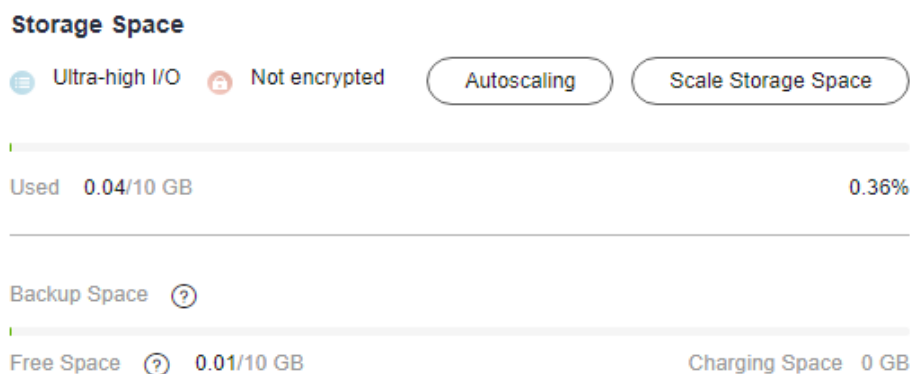 Storage Space
Ultra-high I/O Not encrypted Autoscaling Scale Storage Space
Used 0.04/10 GB 0.36%
Backup Space ?
Free Space ? 0.01/10 GB Charging Space 0 GB